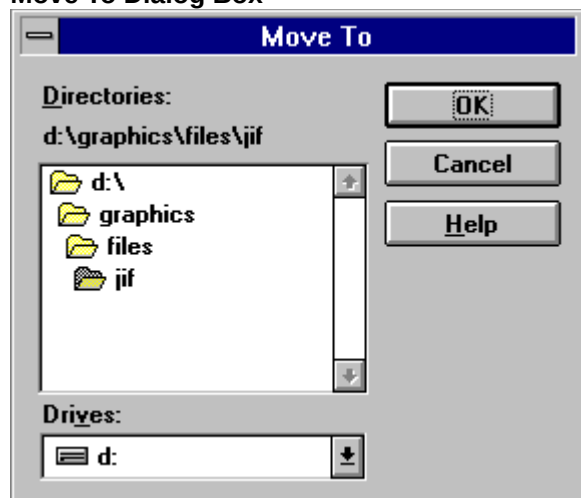 Move To Dialog Box
Move To
Directories:
d:\graphics\files\jif
d:\
graphics
files
jif
Drives:
d:
OK
Cancel
Help